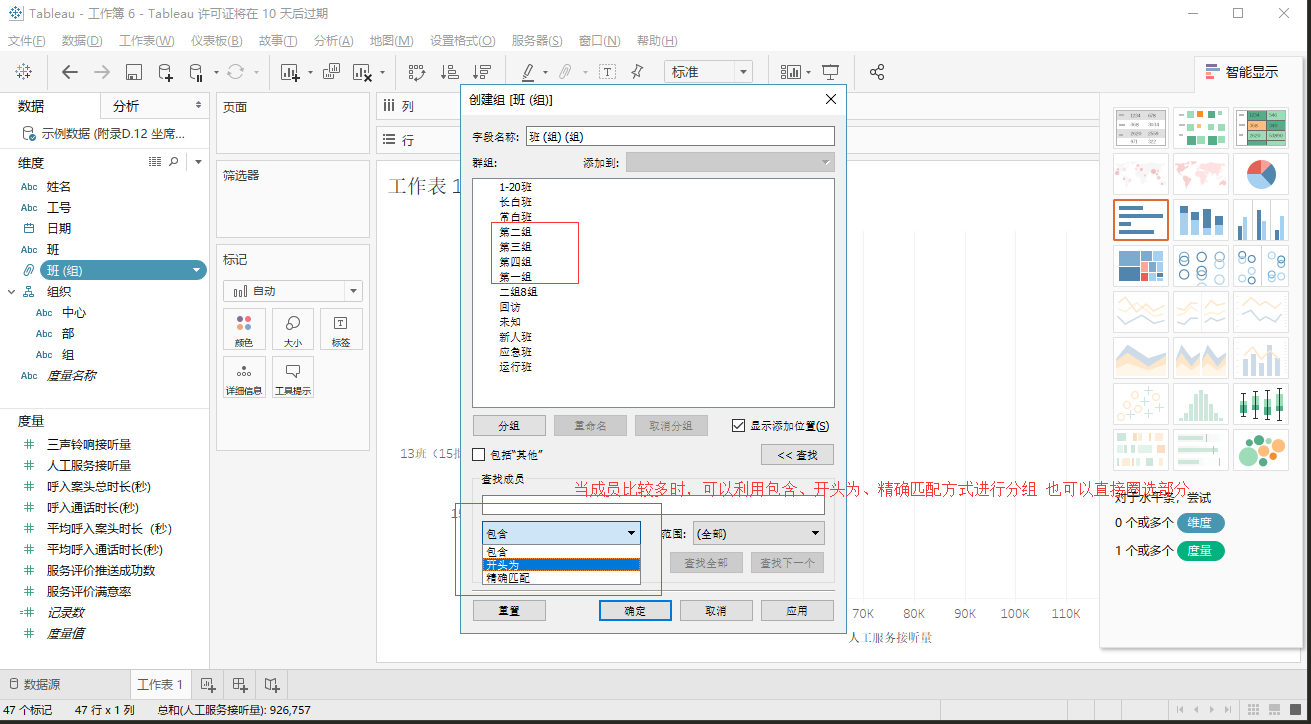 Tableau - 工作簿 6 - Tableau 许可证将在 10 天后过期
文件(F) 数据(D) 工作表(W) 仪表板(B) 故事(T) 分析(A) 地图(M) 设置格式(O) 服务器(S) 窗口(N) 帮助(H)
标准
智能显示
数据 分析
示例数据 (附录D.12 坐席...
维度
Abc 姓名
Abc 工号
日期
Abc 班
班 (组)
组织
Abc 中心
Abc 部
Abc 组
Abc 度量名称
度量
三声铃响接听量
人工服务接听量
呼入案头总时长(秒)
呼入通话时长(秒)
平均呼入案头时长（秒)
平均呼入通话时长(秒)
服务评价推送成功数
服务评价满意率
记录数
度量值
页面
筛选器
标记
自动
颜色 大小 标签
详细信息 工具提示
列
行
工作表 1
13班（15
15
创建组 [班 (组)]
字段名称: 班 (组) (组)
群组: 添加到:
1-20班
长白班
常白班
第二组
第三组
第四组
第一组
二组8组
回访
未知
新人班
应急班
运行班
分组 重命名 取消分组 显示添加位置(S)
包括“其他” << 查找
查找成员
当成员比较多时，可以利用包含、开头为、精确匹配方式进行分组 也可以直接圈选部分
包含 范围: (全部)
包含
开头为
精确匹配
查找全部 查找下一个
重置 确定 取消 应用
70K 80K 90K 100K 110K
人工服务接听量
对于水平条，尝试
0 个或多个 维度
1 个或多个 度量
数据源 工作表 1
47 个标记 47 行 x 1 列 总和(人工服务接听量): 926,757